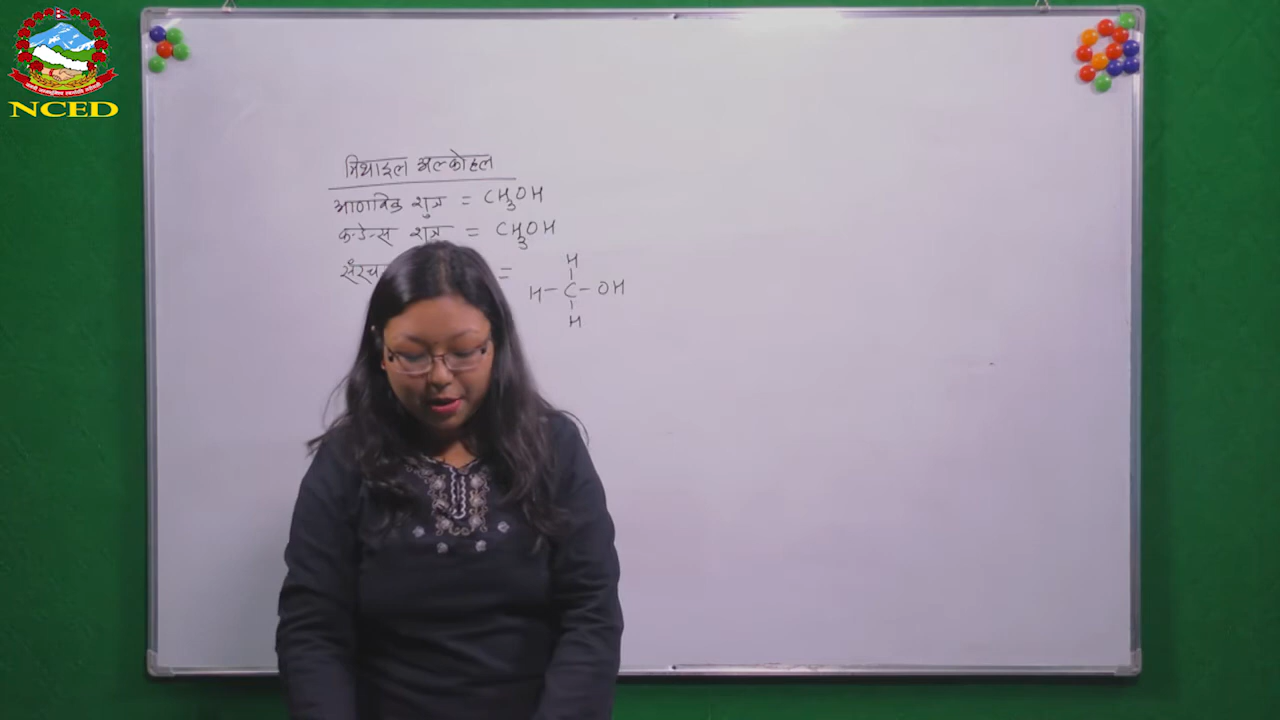 NCED
मिथाइल अल्कोहल
आणविक शुत्र = CH3OH
कन्डेन्स शुत्र = CH3OH
=
H
H - C - OH
H